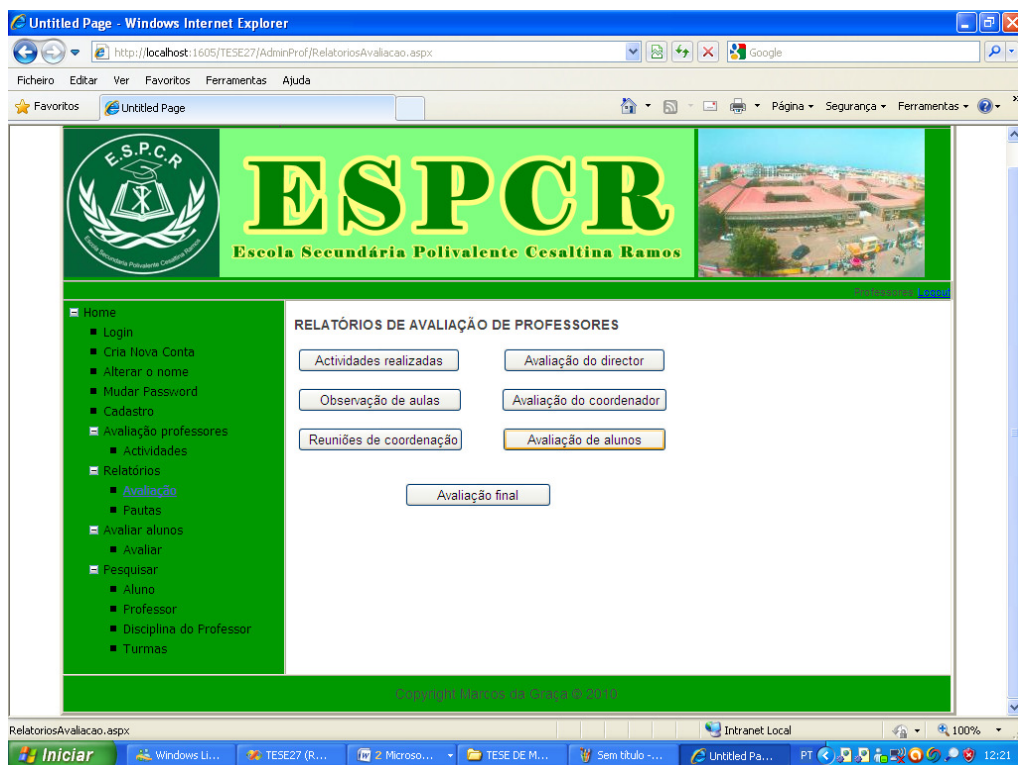 Untitled Page - Windows Internet Explorer
http://localhost:1605/TESE27/AdminProf/RelatoriosAvaliacao.aspx
Google
Ficheiro Editar Ver Favoritos Ferramentas Ajuda
Favoritos Untitled Page Página Segurança Ferramentas
E.S.P.C.R
Escola Secundária Polivalente Cesaltina Ramos
ESPCR
Escola Secundária Polivalente Cesaltina Ramos
Professores Logout
Home
Login
Cria Nova Conta
Alterar o nome
Mudar Password
Cadastro
Avaliação professores
Actividades
Relatórios
Avaliação
Pautas
Avaliar alunos
Avaliar
Pesquisar
Aluno
Professor
Disciplina do Professor
Turmas
RELATÓRIOS DE AVALIAÇÃO DE PROFESSORES
Actividades realizadas Avaliação do director
Observação de aulas Avaliação do coordenador
Reuniões de coordenação Avaliação de alunos
Avaliação final
Copyright Marcos da Graça © 2010
RelatoriosAvaliacao.aspx Intranet Local 100%
Iniciar Windows Li... TESE27 (R... 2 Microso... TESE DE M... Sem título -... Untitled Pa... PT 12:21